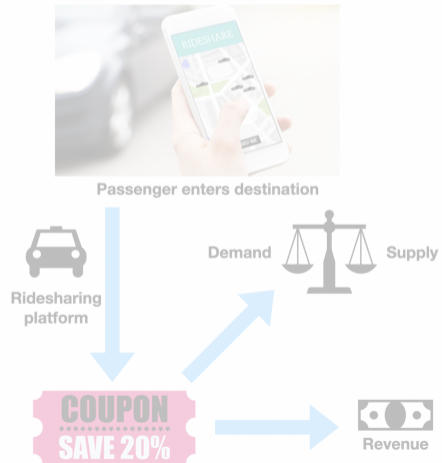 RIDESHARE
Passenger enters destination
Demand
Supply
Ridesharing
platform
COUPON
SAVE 20%
Revenue